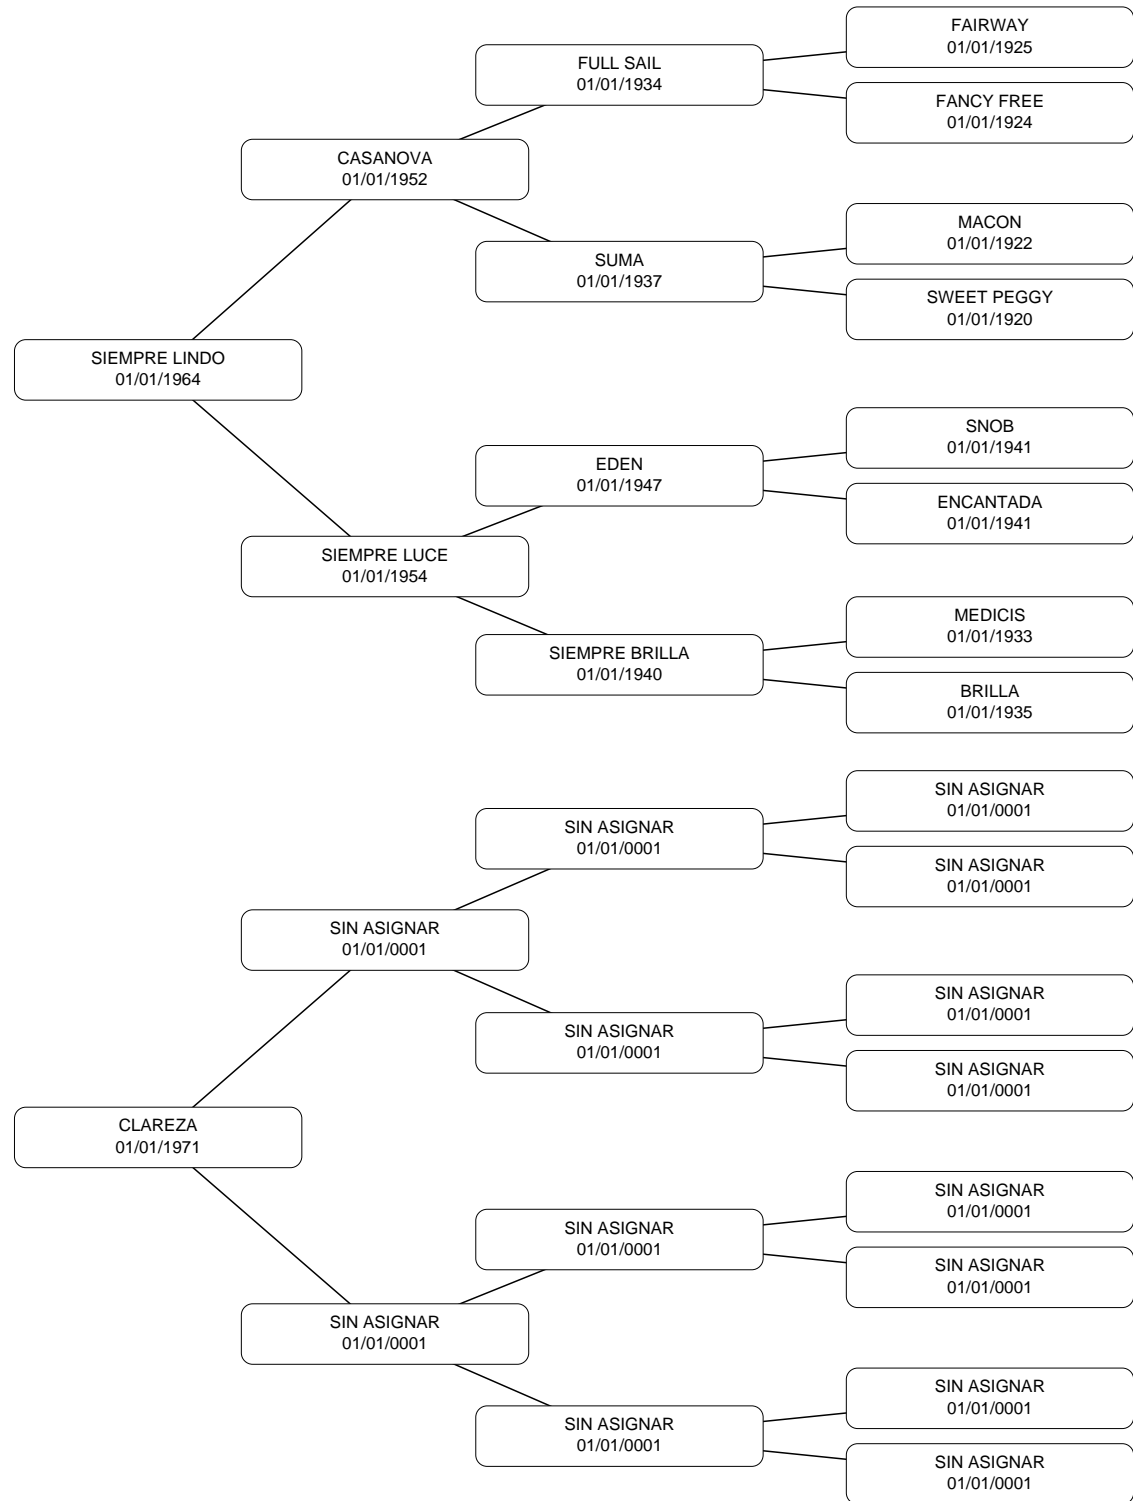 FAIRWAY
01/01/1925
FULL SAIL
01/01/1934
FANCY FREE
01/01/1924
CASANOVA
01/01/1952
MACON
01/01/1922
SUMA
01/01/1937
SWEET PEGGY
01/01/1920
SIEMPRE LINDO
01/01/1964
SNOB
01/01/1941
EDEN
01/01/1947
ENCANTADA
01/01/1941
SIEMPRE LUCE
01/01/1954
MEDICIS
01/01/1933
SIEMPRE BRILLA
01/01/1940
BRILLA
01/01/1935
SIN ASIGNAR
01/01/0001
SIN ASIGNAR
01/01/0001
SIN ASIGNAR
01/01/0001
SIN ASIGNAR
01/01/0001
SIN ASIGNAR
01/01/0001
SIN ASIGNAR
01/01/0001
SIN ASIGNAR
01/01/0001
CLAREZA
01/01/1971
SIN ASIGNAR
01/01/0001
SIN ASIGNAR
01/01/0001
SIN ASIGNAR
01/01/0001
SIN ASIGNAR
01/01/0001
SIN ASIGNAR
01/01/0001
SIN ASIGNAR
01/01/0001
SIN ASIGNAR
01/01/0001